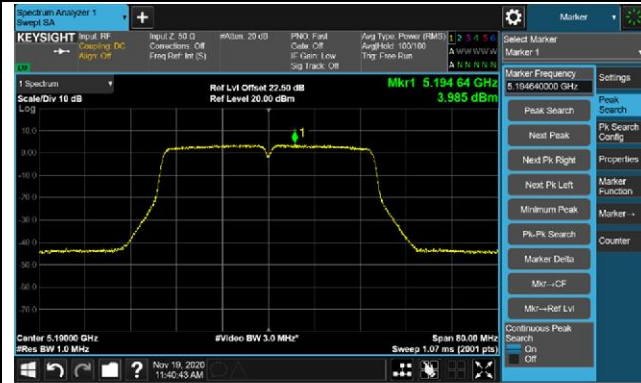 Spectrum Analyzer 1
Swept SA
+
Marker
KEYSIGHT
Input: RF
Coupling: DC
Align: Off
Input Z: 50 Ω
Corrections: Off
Freq Ref: Int (S)
#Atten: 20 dB
PNO: Fast
Gate: Off
IF Gain: Low
Sig Track: Off
Avg Type: Power (RMS)
Avg|Hold: 100/100
Trig: Free Run
1 2 3 4 5 6
A W W W W W
A N N N N N
Select Marker
Marker 1
LXI
1 Spectrum
Scale/Div 10 dB
Log
Ref Lvl Offset 22.50 dB
Ref Level 20.00 dBm
Mkr1 5.194 64 GHz
3.985 dBm
Marker Frequency
5.194640000 GHz
Settings
Peak Search
Next Peak
Next Pk Right
Next Pk Left
Minimum Peak
Pk-Pk Search
Marker Delta
Mkr→CF
Mkr→Ref Lvl
Continuous Peak
Search
On
Off
Peak
Search
Pk Search
Config
Properties
Marker
Function
Marker→
Counter
10.0
0.00
-10.0
-20.0
-30.0
-40.0
-50.0
-60.0
-70.0
1
Center 5.19000 GHz
#Res BW 1.0 MHz
#Video BW 3.0 MHz*
Span 80.00 MHz
Sweep 1.07 ms (2001 pts)
?
Nov 19, 2020
11:40:43 AM